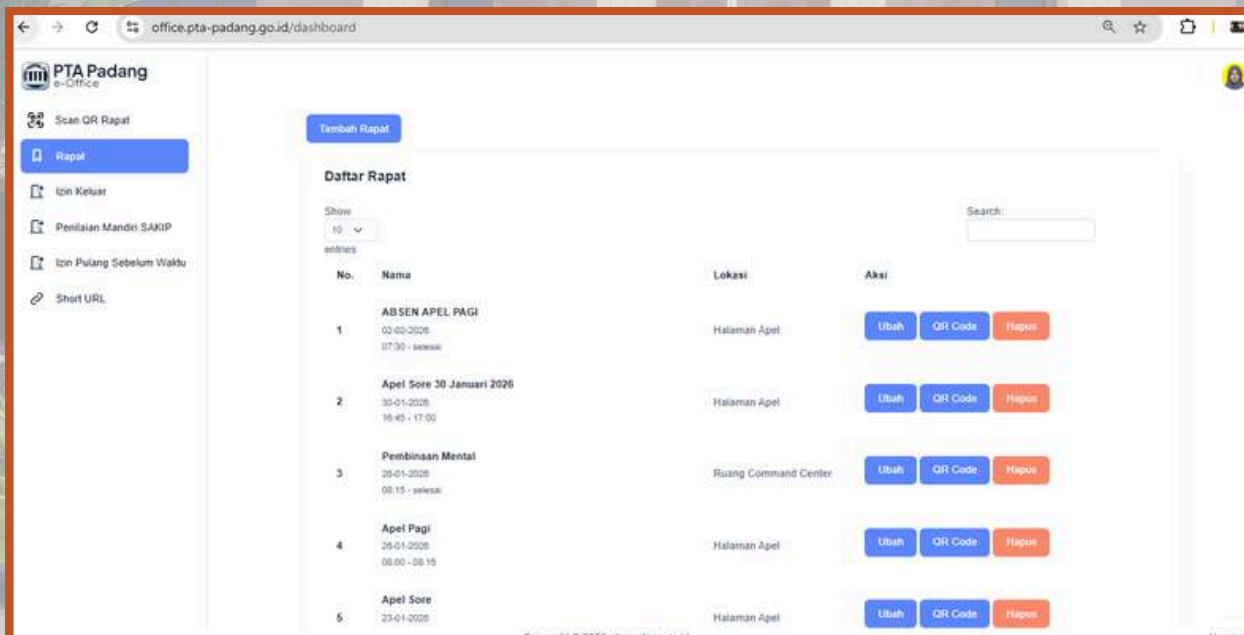 office.pta-padang.go.id/dashboard
PTA Padang
e-Office
Scan QR Rapat
Rapat
Izin Keluar
Penilaian Mandiri SAKIP
Izin Pulang Sebelum Waktu
Short URL
Tambah Rapat
Daftar Rapat
Show
10
entries
Search:
No. Nama Lokasi Aksi
ABSEN APEL PAGI
1 02-02-2026 Halaman Apel Ubah QR Code Hapus
07:30 - selesai
Apel Sore 30 Januari 2026
2 30-01-2026 Halaman Apel Ubah QR Code Hapus
16:45 - 17:00
Pembinaan Mental
3 26-01-2026 Ruang Command Center Ubah QR Code Hapus
08:15 - selesai
Apel Pagi
4 26-01-2026 Halaman Apel Ubah QR Code Hapus
08:00 - 08:15
Apel Sore
5 23-01-2026 Halaman Apel Ubah QR Code Hapus